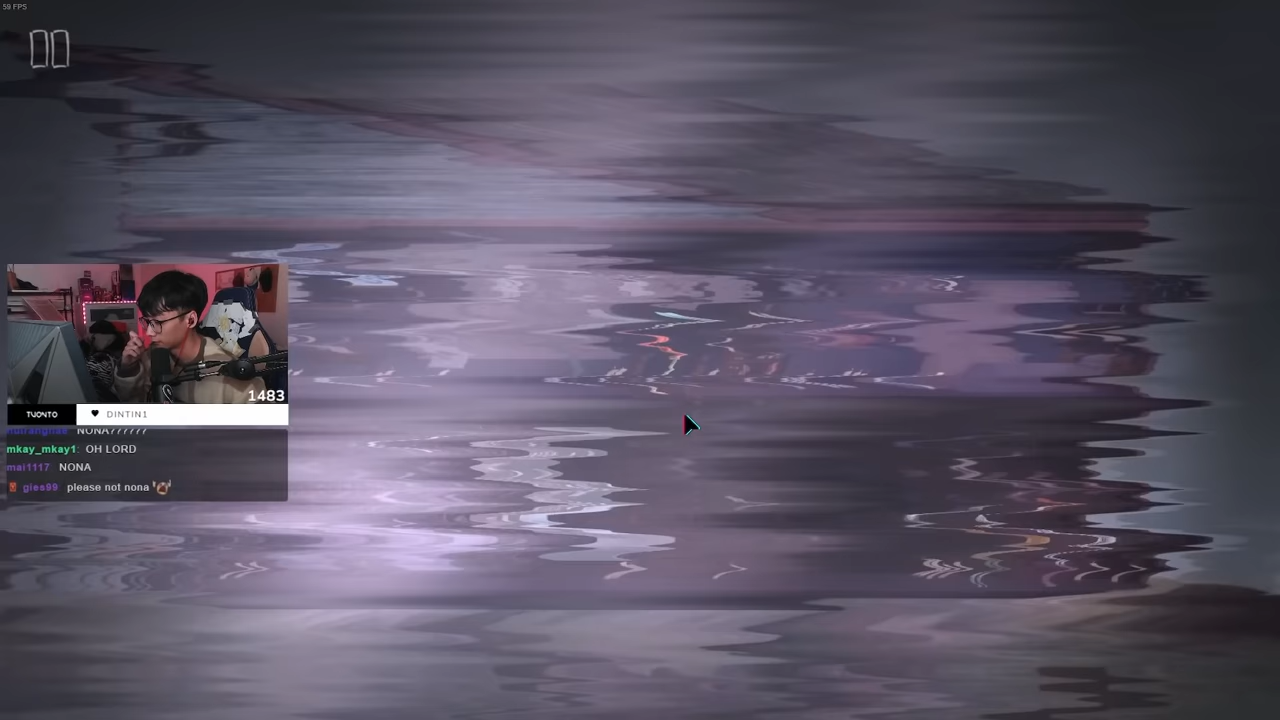 59 FPS
1483
TUONTO
DINTIN1
NONA??????
mkay_mkay1: OH LORD
mai1117 NONA
gies99 please not nona